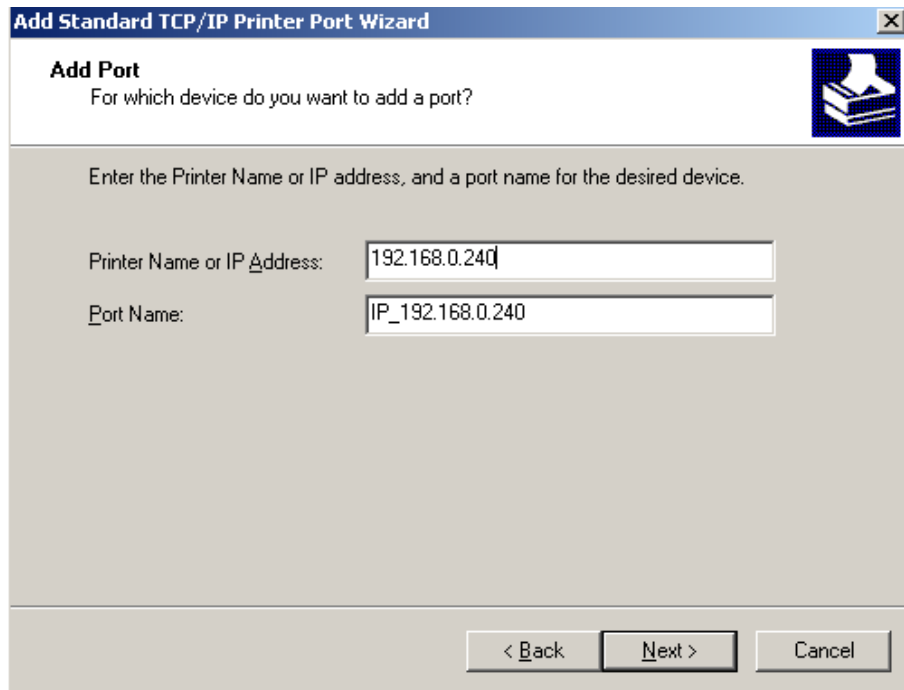 Add Standard TCP/IP Printer Port Wizard
Add Port
For which device do you want to add a port?
Enter the Printer Name or IP address, and a port name for the desired device.
Printer Name or IP Address: 192.168.0.240
Port Name: IP_192.168.0.240
< Back Next > Cancel